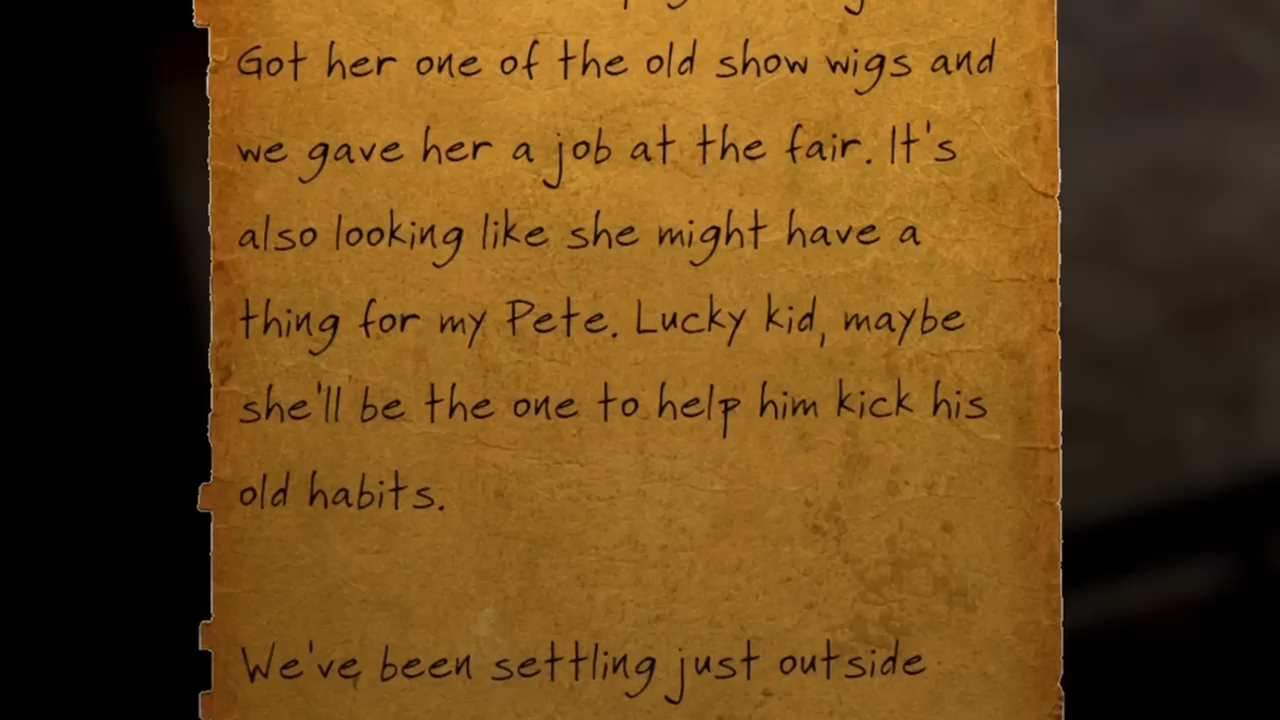 Got her one of the old show wigs and
we gave her a job at the fair. It's
also looking like she might have a
thing for my Pete. Lucky kid, maybe
she'll be the one to help him kick his
old habits.
We've been settling just outside